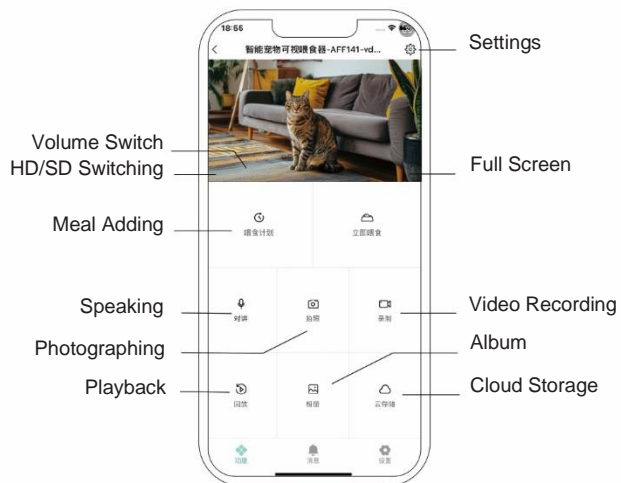 18:55
智能宠物可视喂食器-AFF141-vd...
Settings
Volume Switch
HD/SD Switching
Full Screen
Meal Adding
喂食计划
立即喂食
Speaking
对讲
拍照
录制
Video Recording
Photographing
Album
Playback
回放
相册
云存储
Cloud Storage
功能
消息
设置